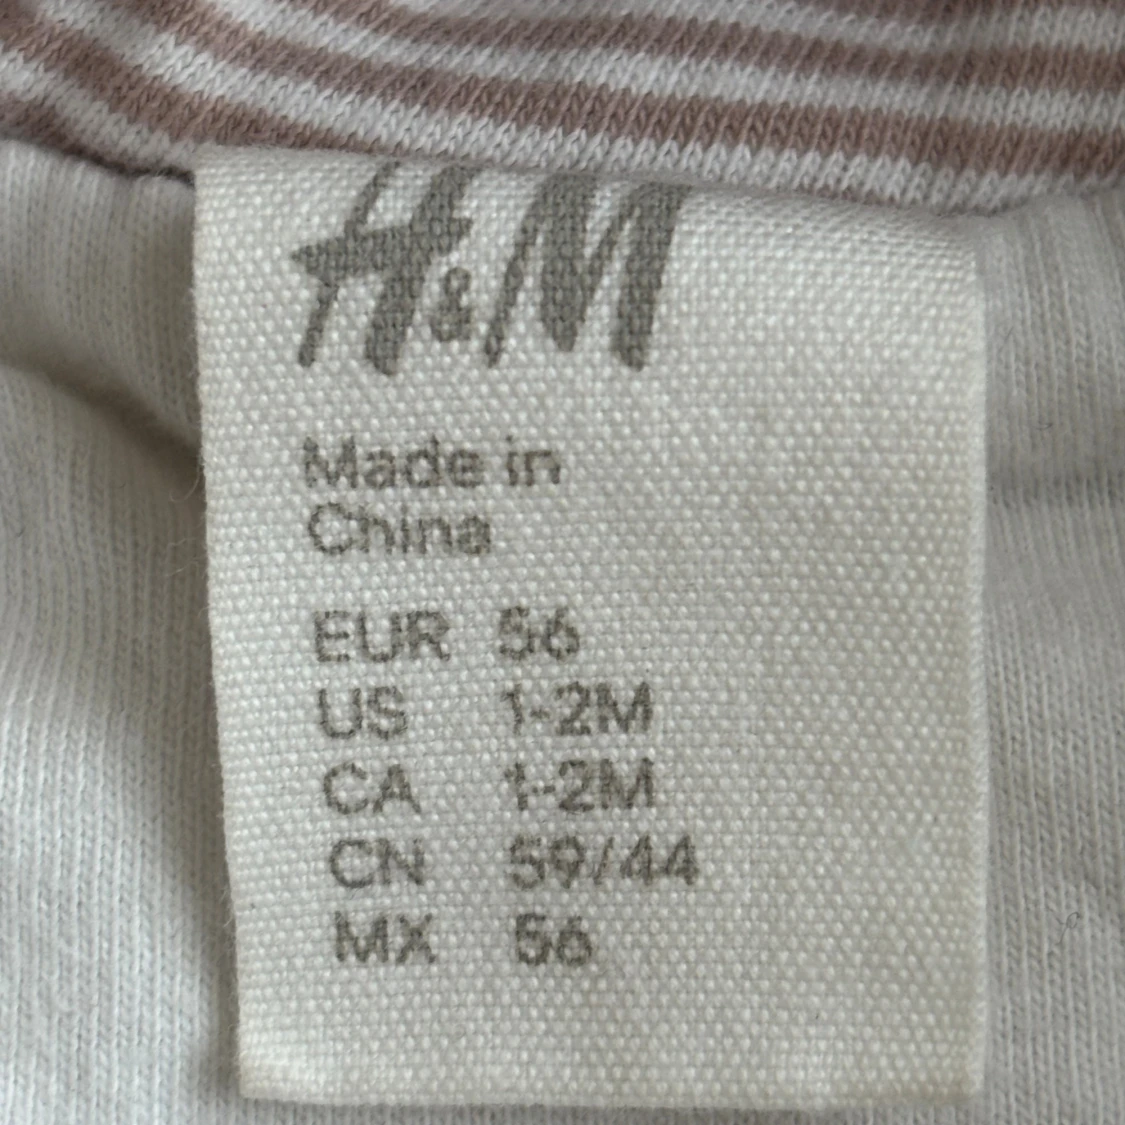 H&M
Made in
China
EUR 56
US 1-2M
CA 1-2M
CN 59/44
MX 56